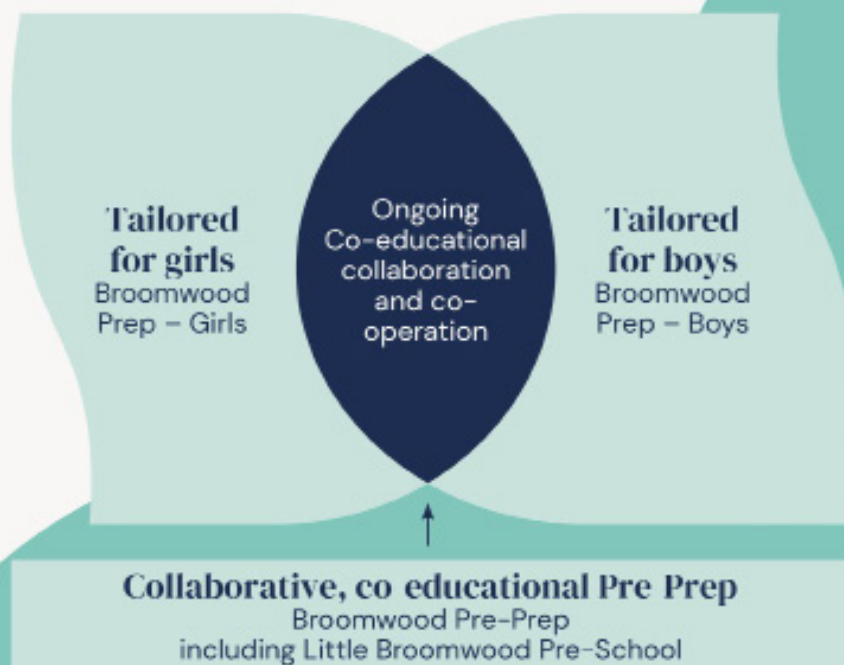 Tailored
for girls
Broomwood
Prep – Girls
Ongoing
Co-educational
collaboration
and co-
operation
Tailored
for boys
Broomwood
Prep – Boys
Collaborative, co educational Pre Prep
Broomwood Pre-Prep
including Little Broomwood Pre-School